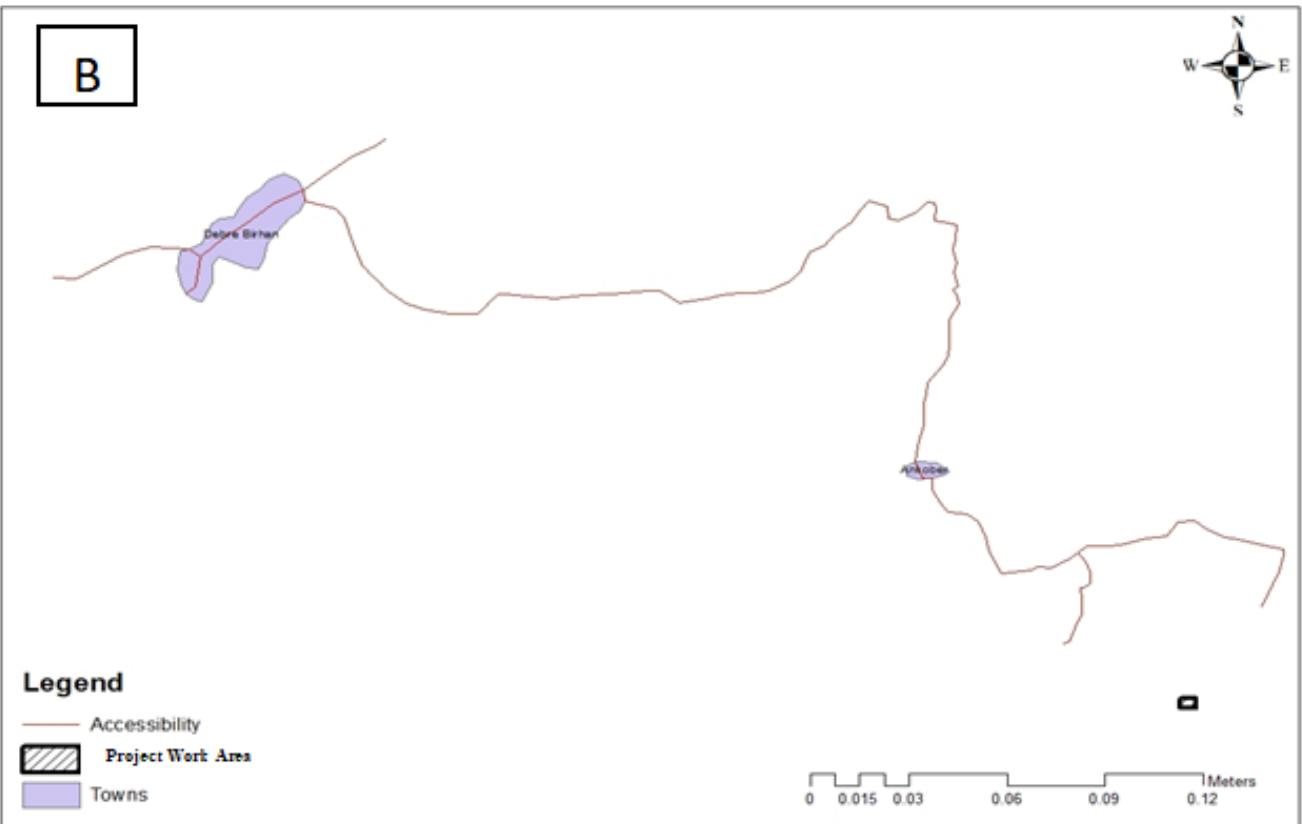 B
N
W E
S
Debre Birhan
Ankober
Legend
Accessibility
Project Work Area
Towns
Meters
0 0.015 0.03 0.06 0.09 0.12